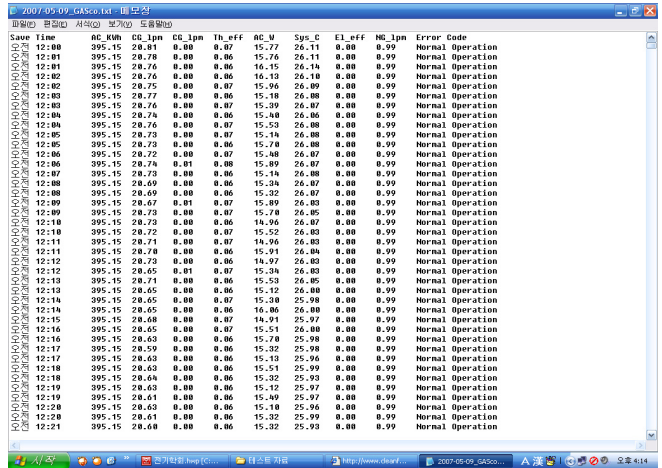 2007-05-09_GASco.txt - 메모장
파일(F) 편집(E) 서식(O) 보기(V) 도움말(H)
Save Time AC_KWh CG_lpm CG_lpm Th_eff AC_W Sys_C El_eff NG_lpm Error Code
오전 12:00 395.15 20.81 0.00 0.07 15.77 26.11 0.00 0.99 Normal Operation
오전 12:01 395.15 20.78 0.00 0.06 15.76 26.11 0.00 0.99 Normal Operation
오전 12:01 395.15 20.76 0.00 0.06 16.15 26.14 0.00 0.99 Normal Operation
오전 12:02 395.15 20.76 0.00 0.06 16.13 26.10 0.00 0.99 Normal Operation
오전 12:02 395.15 20.75 0.00 0.07 15.96 26.09 0.00 0.99 Normal Operation
오전 12:03 395.15 20.77 0.00 0.06 15.18 26.08 0.00 0.99 Normal Operation
오전 12:03 395.15 20.76 0.00 0.07 15.39 26.07 0.00 0.99 Normal Operation
오전 12:04 395.15 20.74 0.00 0.06 15.40 26.06 0.00 0.99 Normal Operation
오전 12:04 395.15 20.76 0.00 0.07 15.53 26.08 0.00 0.99 Normal Operation
오전 12:05 395.15 20.73 0.00 0.07 15.14 26.08 0.00 0.99 Normal Operation
오전 12:05 395.15 20.73 0.00 0.06 15.70 26.08 0.00 0.99 Normal Operation
오전 12:06 395.15 20.72 0.00 0.07 15.48 26.07 0.00 0.99 Normal Operation
오전 12:06 395.15 20.74 0.01 0.08 15.89 26.07 0.00 0.99 Normal Operation
오전 12:07 395.15 20.73 0.00 0.06 15.14 26.08 0.00 0.99 Normal Operation
오전 12:08 395.15 20.69 0.00 0.06 15.34 26.07 0.00 0.99 Normal Operation
오전 12:08 395.15 20.69 0.00 0.06 15.32 26.07 0.00 0.99 Normal Operation
오전 12:09 395.15 20.67 0.01 0.07 15.89 26.03 0.00 0.99 Normal Operation
오전 12:09 395.15 20.73 0.00 0.07 15.70 26.05 0.00 0.99 Normal Operation
오전 12:10 395.15 20.73 0.00 0.06 14.96 26.07 0.00 0.99 Normal Operation
오전 12:10 395.15 20.72 0.00 0.07 15.52 26.03 0.00 0.99 Normal Operation
오전 12:11 395.15 20.71 0.00 0.07 14.96 26.03 0.00 0.99 Normal Operation
오전 12:11 395.15 20.70 0.00 0.06 15.91 26.04 0.00 0.99 Normal Operation
오전 12:12 395.15 20.73 0.00 0.06 14.97 26.03 0.00 0.99 Normal Operation
오전 12:12 395.15 20.65 0.01 0.07 15.34 26.03 0.00 0.99 Normal Operation
오전 12:13 395.15 20.71 0.00 0.06 15.53 26.05 0.00 0.99 Normal Operation
오전 12:13 395.15 20.65 0.00 0.06 15.12 26.00 0.00 0.99 Normal Operation
오전 12:14 395.15 20.65 0.00 0.07 15.30 25.98 0.00 0.99 Normal Operation
오전 12:14 395.15 20.65 0.00 0.06 16.06 26.00 0.00 0.99 Normal Operation
오전 12:15 395.15 20.68 0.00 0.07 14.91 25.97 0.00 0.99 Normal Operation
오전 12:16 395.15 20.65 0.00 0.07 15.51 26.00 0.00 0.99 Normal Operation
오전 12:16 395.15 20.63 0.00 0.06 15.70 25.98 0.00 0.99 Normal Operation
오전 12:17 395.15 20.59 0.00 0.07 15.32 25.98 0.00 0.99 Normal Operation
오전 12:17 395.15 20.63 0.00 0.06 15.13 25.96 0.00 0.99 Normal Operation
오전 12:18 395.15 20.63 0.00 0.06 15.51 25.99 0.00 0.99 Normal Operation
오전 12:18 395.15 20.64 0.00 0.06 15.32 25.93 0.00 0.99 Normal Operation
오전 12:19 395.15 20.63 0.00 0.06 15.12 25.97 0.00 0.99 Normal Operation
오전 12:19 395.15 20.61 0.00 0.06 15.49 25.97 0.00 0.99 Normal Operation
오전 12:20 395.15 20.63 0.00 0.06 15.10 25.96 0.00 0.99 Normal Operation
오전 12:20 395.15 20.61 0.00 0.06 15.32 25.99 0.00 0.99 Normal Operation
오전 12:21 395.15 20.60 0.00 0.06 15.32 25.93 0.00 0.99 Normal Operation
시작 전기학회.hwp [C:... 테스트 자료 http://www.cleanf... 2007-05-09_GASco... A 漢 오후 4:14